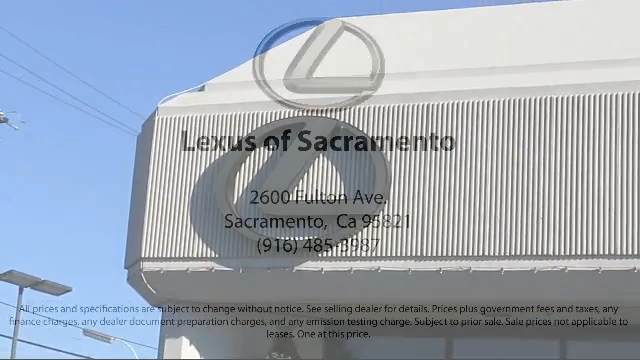 Lexus of Sacramento
2600 Fulton Ave.
Sacramento, Ca 95821
(916) 485-3987
All prices and specifications are subject to change without notice. See selling dealer for details. Prices plus government fees and taxes, any
finance charges, any dealer document preparation charges, and any emission testing charge. Subject to prior sale. Sale prices not applicable to
leases. One at this price.